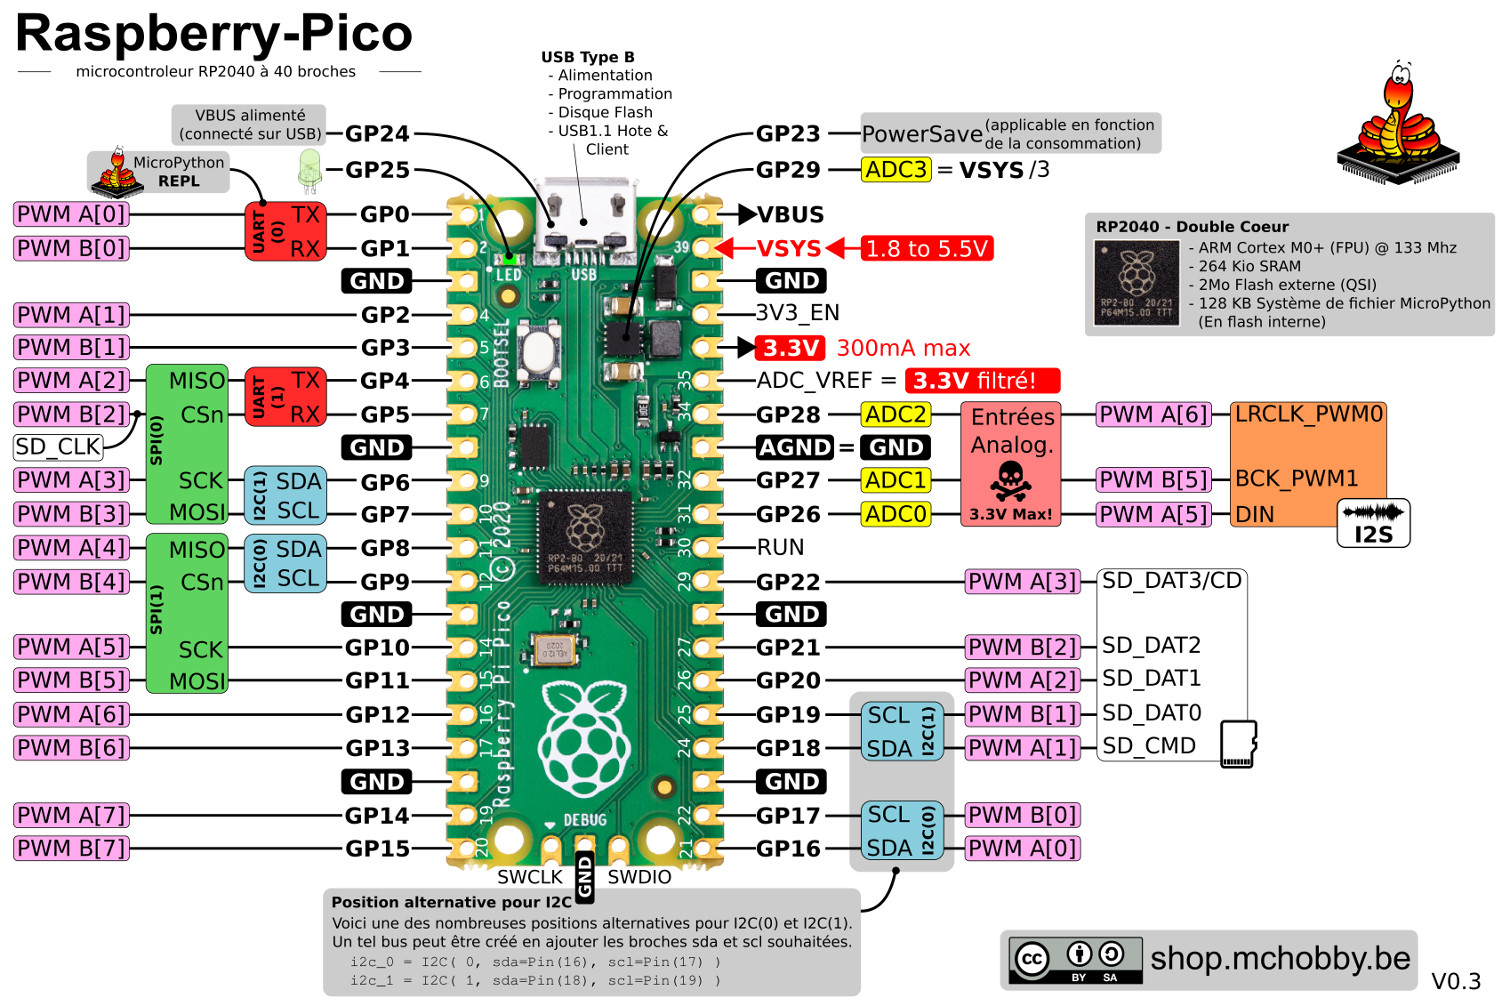 Raspberry-Pico
microcontroleur RP2040 à 40 broches
USB Type B
- Alimentation
- Programmation
- Disque Flash
- USB1.1 Hote &
Client
VBUS alimenté
(connecté sur USB)
GP24
MicroPython
REPL
GP25
GP23
PowerSave (applicable en fonction
de la consommation)
GP29
ADC3 = VSYS /3
RP2040 - Double Coeur
- ARM Cortex M0+ (FPU) @ 133 Mhz
- 264 Kio SRAM
- 2Mo Flash externe (QSI)
- 128 KB Système de fichier MicroPython
(En flash interne)
RP2-B0 20/21
P64M15.00 TTT
PWM A[0]
UART
(0)
TX
GP0
PWM B[0]
RX
GP1
GND
PWM A[1]
GP2
PWM B[1]
GP3
PWM A[2]
SPI(0)
MISO
UART
(1)
TX
GP4
PWM B[2]
CSn
RX
GP5
SD_CLK
GND
PWM A[3]
SCK
I2C(1)
SDA
GP6
PWM B[3]
MOSI
SCL
GP7
PWM A[4]
SPI(1)
MISO
I2C(0)
SDA
GP8
PWM B[4]
CSn
SCL
GP9
GND
PWM A[5]
SCK
GP10
PWM B[5]
MOSI
GP11
PWM A[6]
GP12
PWM B[6]
GP13
GND
PWM A[7]
GP14
PWM B[7]
GP15
1
2
4
5
6
7
9
10
11
12
14
15
16
17
19
20
LED
USB
BOOTSEL
RP2-B0 20/21
P64M15.00 TTT
Raspberry Pi Pico © 2020
DEBUG
39
35
34
32
31
30
29
27
26
25
24
22
21
SWCLK
GND
SWDIO
VBUS
VSYS
1.8 to 5.5V
GND
3V3_EN
3.3V 300mA max
ADC_VREF = 3.3V filtré!
GP28
ADC2
Entrées
Analog.
3.3V Max!
PWM A[6]
LRCLK_PWM0
AGND = GND
GP27
ADC1
PWM B[5]
BCK_PWM1
GP26
ADC0
PWM A[5]
DIN
I2S
RUN
GP22
PWM A[3]
SD_DAT3/CD
GND
GP21
PWM B[2]
SD_DAT2
GP20
PWM A[2]
SD_DAT1
GP19
SCL
I2C(1)
PWM B[1]
SD_DAT0
GP18
SDA
PWM A[1]
SD_CMD
GND
GP17
SCL
I2C(0)
PWM B[0]
GP16
SDA
PWM A[0]
Position alternative pour I2C
Voici une des nombreuses positions alternatives pour I2C(0) et I2C(1).
Un tel bus peut être créé en ajouter les broches sda et scl souhaitées.
i2c_0 = I2C( 0, sda=Pin(16), scl=Pin(17) )
i2c_1 = I2C( 1, sda=Pin(18), scl=Pin(19) )
cc
BY SA
shop.mchobby.be
V0.3